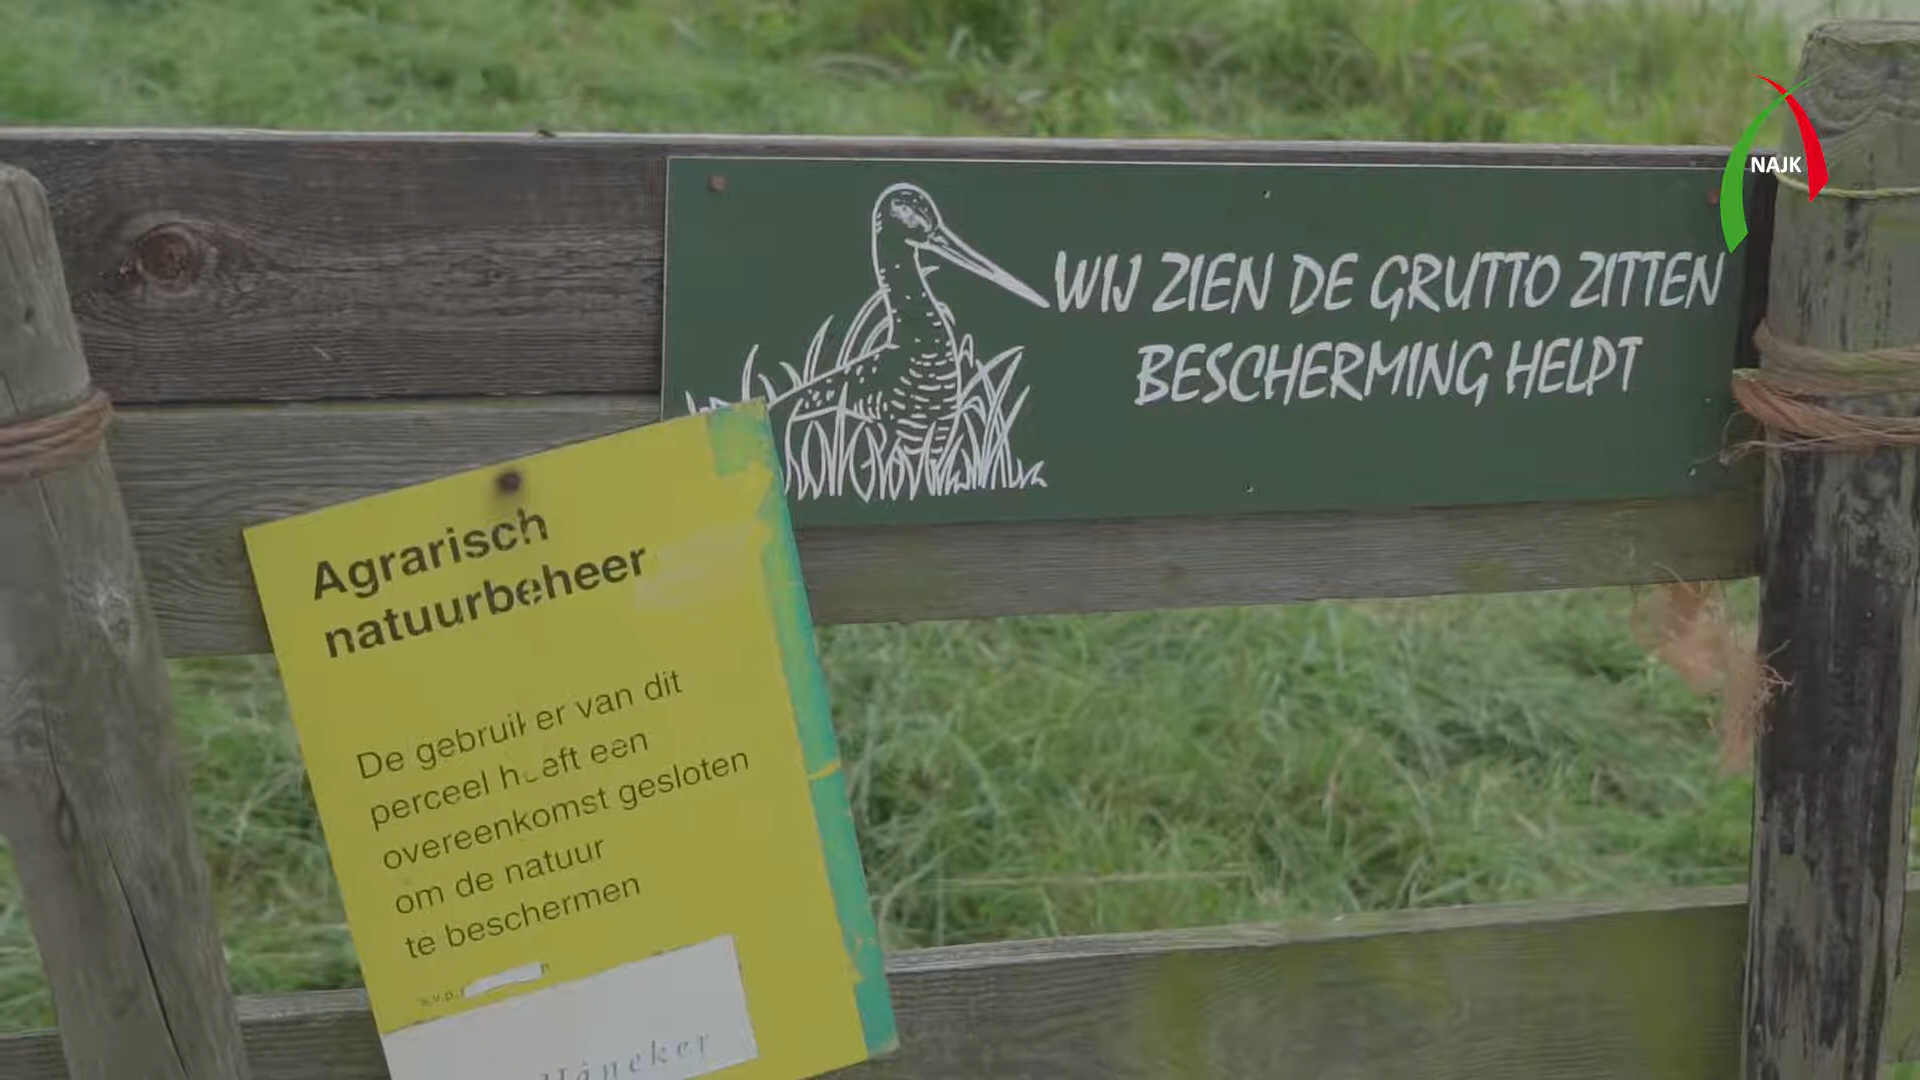 NAJK
WIJ ZIEN DE GRUTTO ZITTEN
BESCHERMING HELPT
Agrarisch
natuurbeheer
De gebruiker van dit
perceel heeft een
overeenkomst gesloten
om de natuur
te beschermen
s.v.p.
Hâneker